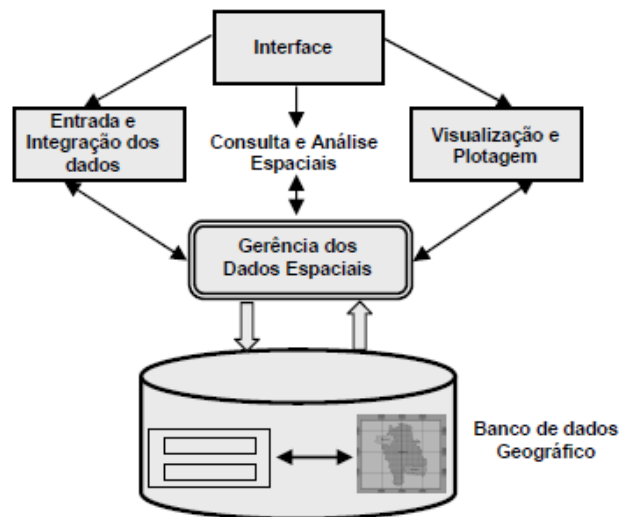 Interface
Entrada e
Integração dos
dados
Consulta e Análise
Espaciais
Visualização e
Plotagem
Gerência dos
Dados Espaciais
Banco de dados
Geográfico